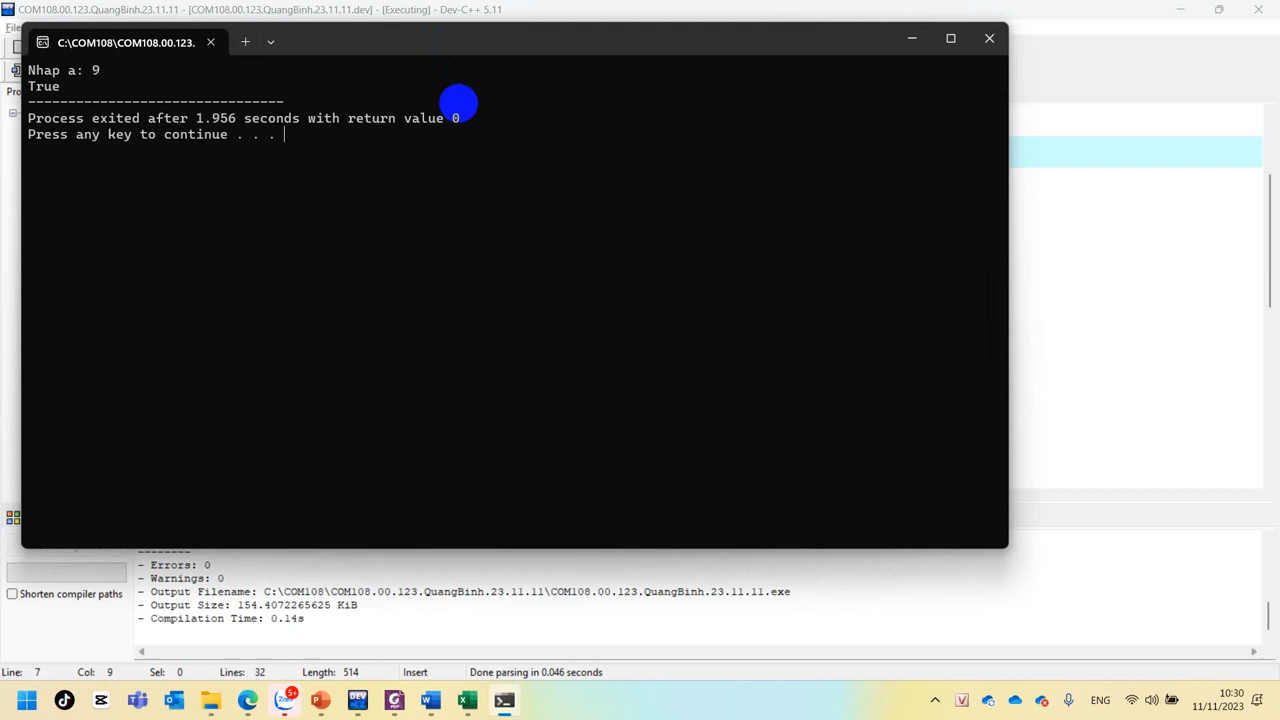 COM108.00.123.QuangBinh.23.11.11 - [COM108.00.123.QuangBinh.23.11.11.dev] - [Executing] - Dev-C++ 5.11
File
C:\COM108\COM108.00.123.
Nhap a: 9
True
--------------------------------
Process exited after 1.956 seconds with return value 0
Press any key to continue . . .
--------
- Errors: 0
- Warnings: 0
- Output Filename: C:\COM108\COM108.00.123.QuangBinh.23.11.11\COM108.00.123.QuangBinh.23.11.11.exe
- Output Size: 154.4072265625 KiB
- Compilation Time: 0.14s
Shorten compiler paths
Line: 7 Col: 9 Sel: 0 Lines: 32 Length: 514 Insert Done parsing in 0.046 seconds
5+
Zalo
DEV
ENG
10:30
11/11/2023